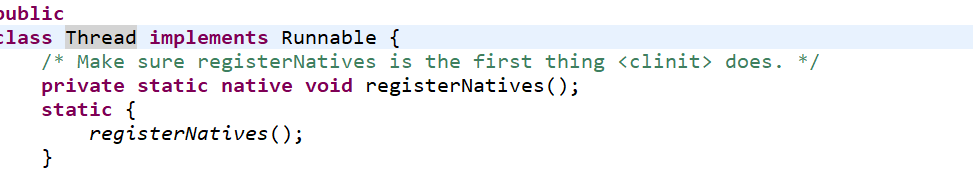 public
class Thread implements Runnable {
/* Make sure registerNatives is the first thing <clinit> does. */
private static native void registerNatives();
static {
registerNatives();
}